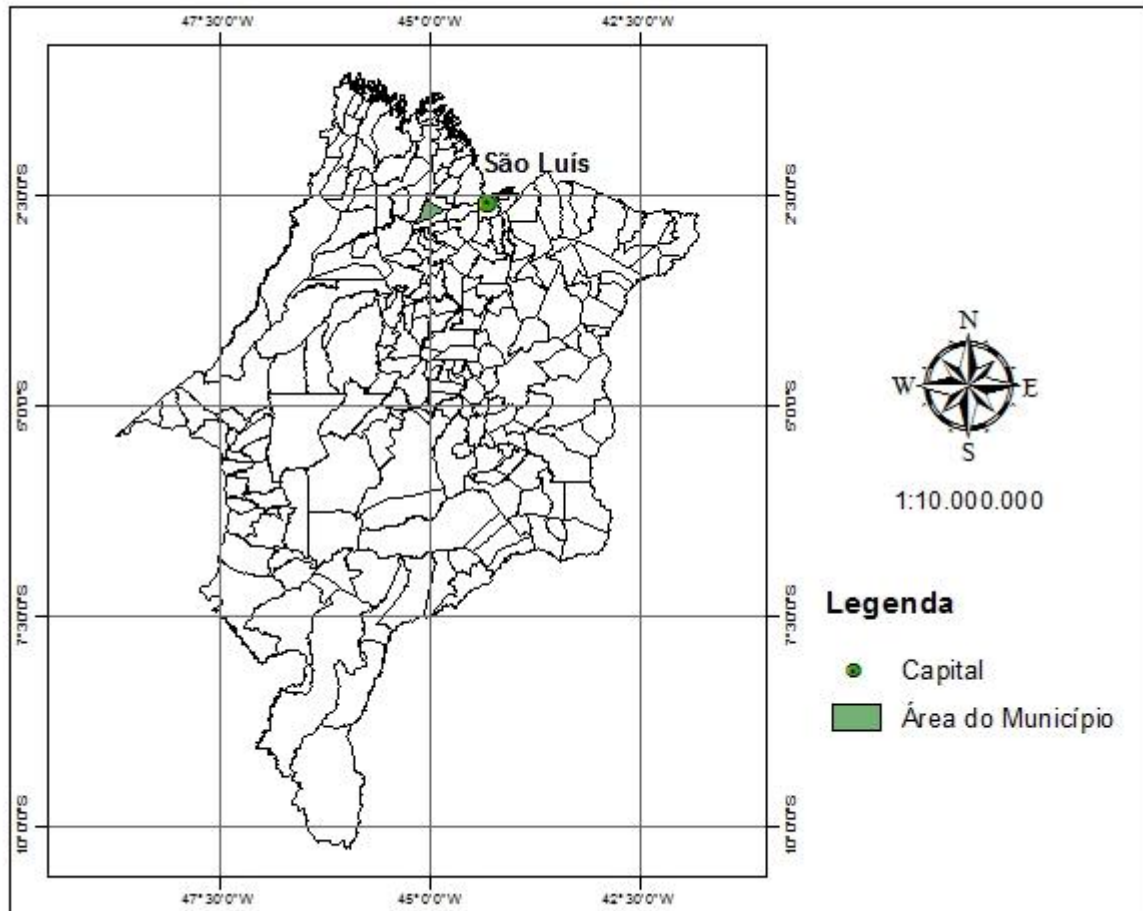 47°30'0"W 45°0'0"W 42°30'0"W
São Luís
2°30'0"S 2°30'0"S
N
W E
S
5°0'0"S 5°0'0"S
1:10.000.000
Legenda
7°30'0"S 7°30'0"S
Capital
Área do Município
10°0'0"S 10°0'0"S
47°30'0"W 45°0'0"W 42°30'0"W